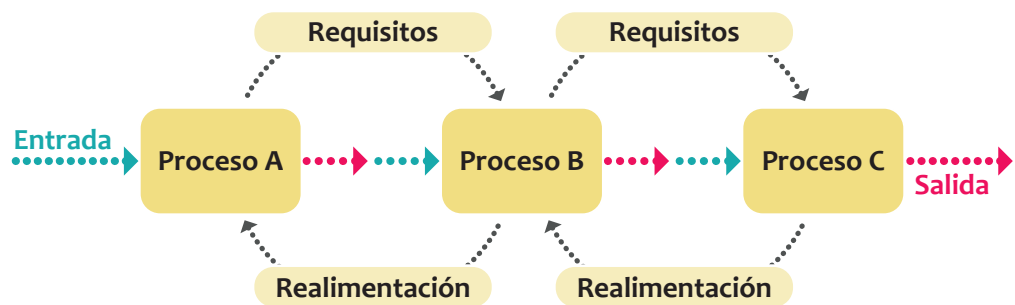 Requisitos
Requisitos
Entrada
Proceso A
Proceso B
Proceso C
Salida
Realimentación
Realimentación